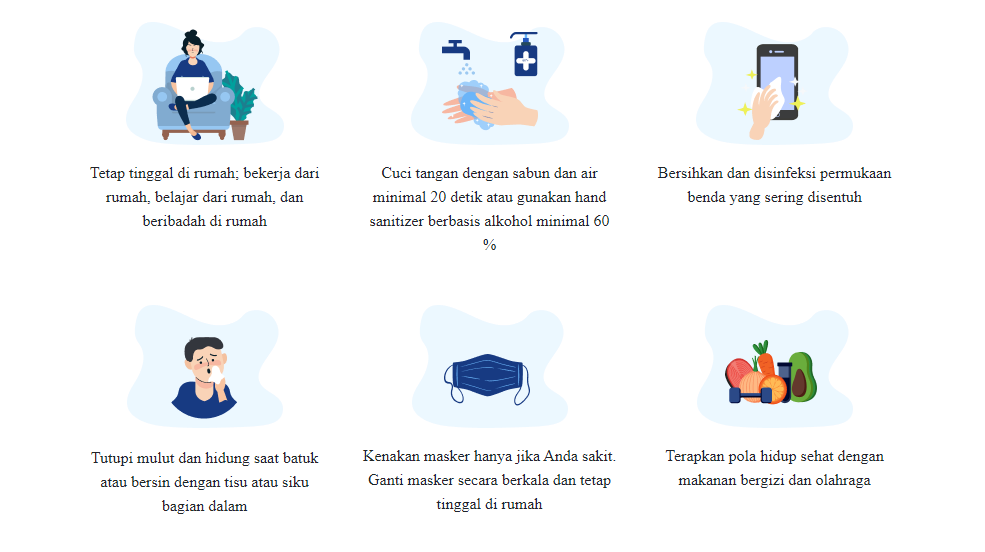 Tetap tinggal di rumah; bekerja dari
rumah, belajar dari rumah, dan
beribadah di rumah
Cuci tangan dengan sabun dan air
minimal 20 detik atau gunakan hand
sanitizer berbasis alkohol minimal 60
%
Bersihkan dan disinfeksi permukaan
benda yang sering disentuh
Tutupi mulut dan hidung saat batuk
atau bersin dengan tisu atau siku
bagian dalam
Kenakan masker hanya jika Anda sakit.
Ganti masker secara berkala dan tetap
tinggal di rumah
Terapkan pola hidup sehat dengan
makanan bergizi dan olahraga